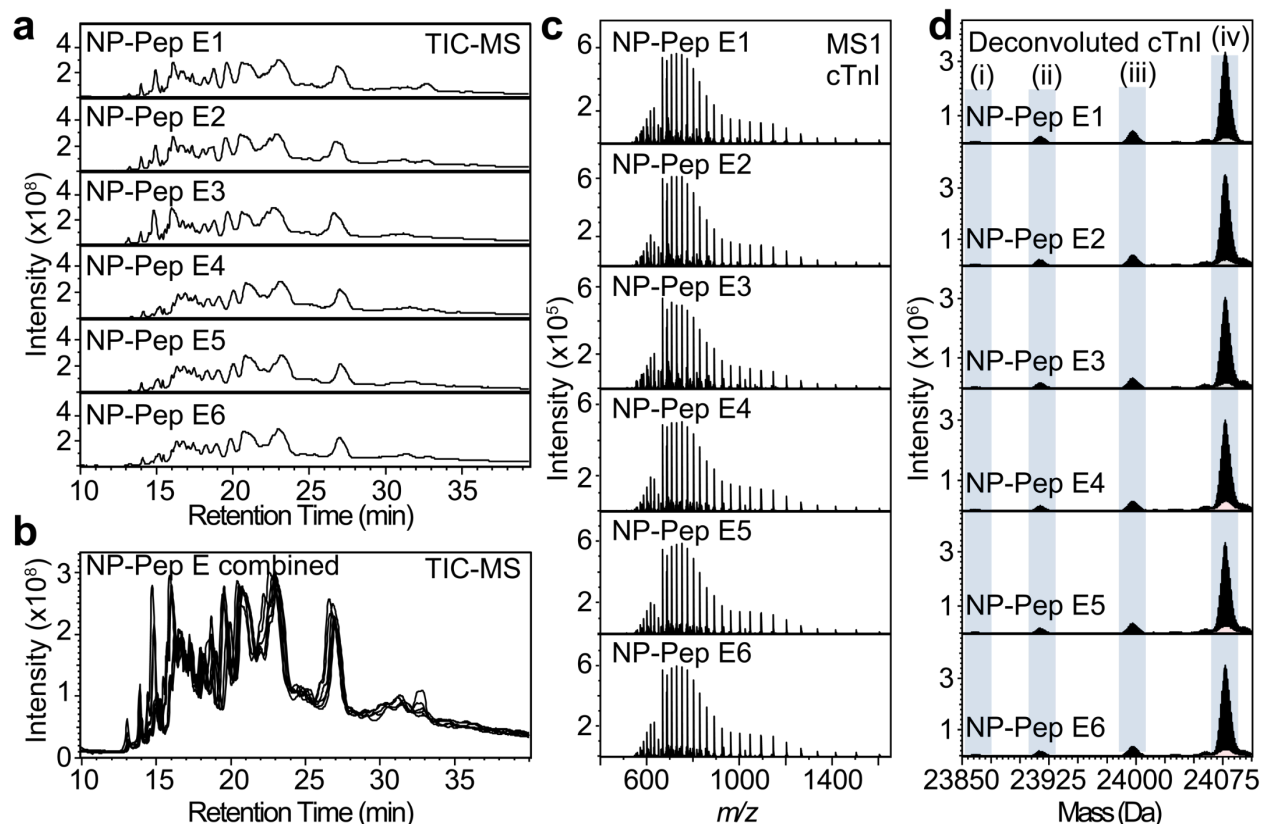 a
NP-Pep E1
TIC-MS
4
2
NP-Pep E2
4
2
NP-Pep E3
4
2
NP-Pep E4
4
2
NP-Pep E5
4
2
NP-Pep E6
4
2
Intensity (x10⁸)
10 15 20 25 30 35
Retention Time (min)
b
NP-Pep E combined
TIC-MS
3
2
1
0
Intensity (x10⁸)
10 15 20 25 30 35
Retention Time (min)
c
NP-Pep E1
MS1
cTnI
6
2
NP-Pep E2
6
2
NP-Pep E3
6
2
NP-Pep E4
6
2
NP-Pep E5
6
2
NP-Pep E6
6
2
Intensity (x10⁵)
600 1000 1400
m/z
d
Deconvoluted cTnI
(i) (ii) (iii) (iv)
3
1
NP-Pep E1
3
1
NP-Pep E2
3
1
NP-Pep E3
3
1
NP-Pep E4
3
1
NP-Pep E5
3
1
NP-Pep E6
Intensity (x10⁶)
23850 23925 24000 24075
Mass (Da)